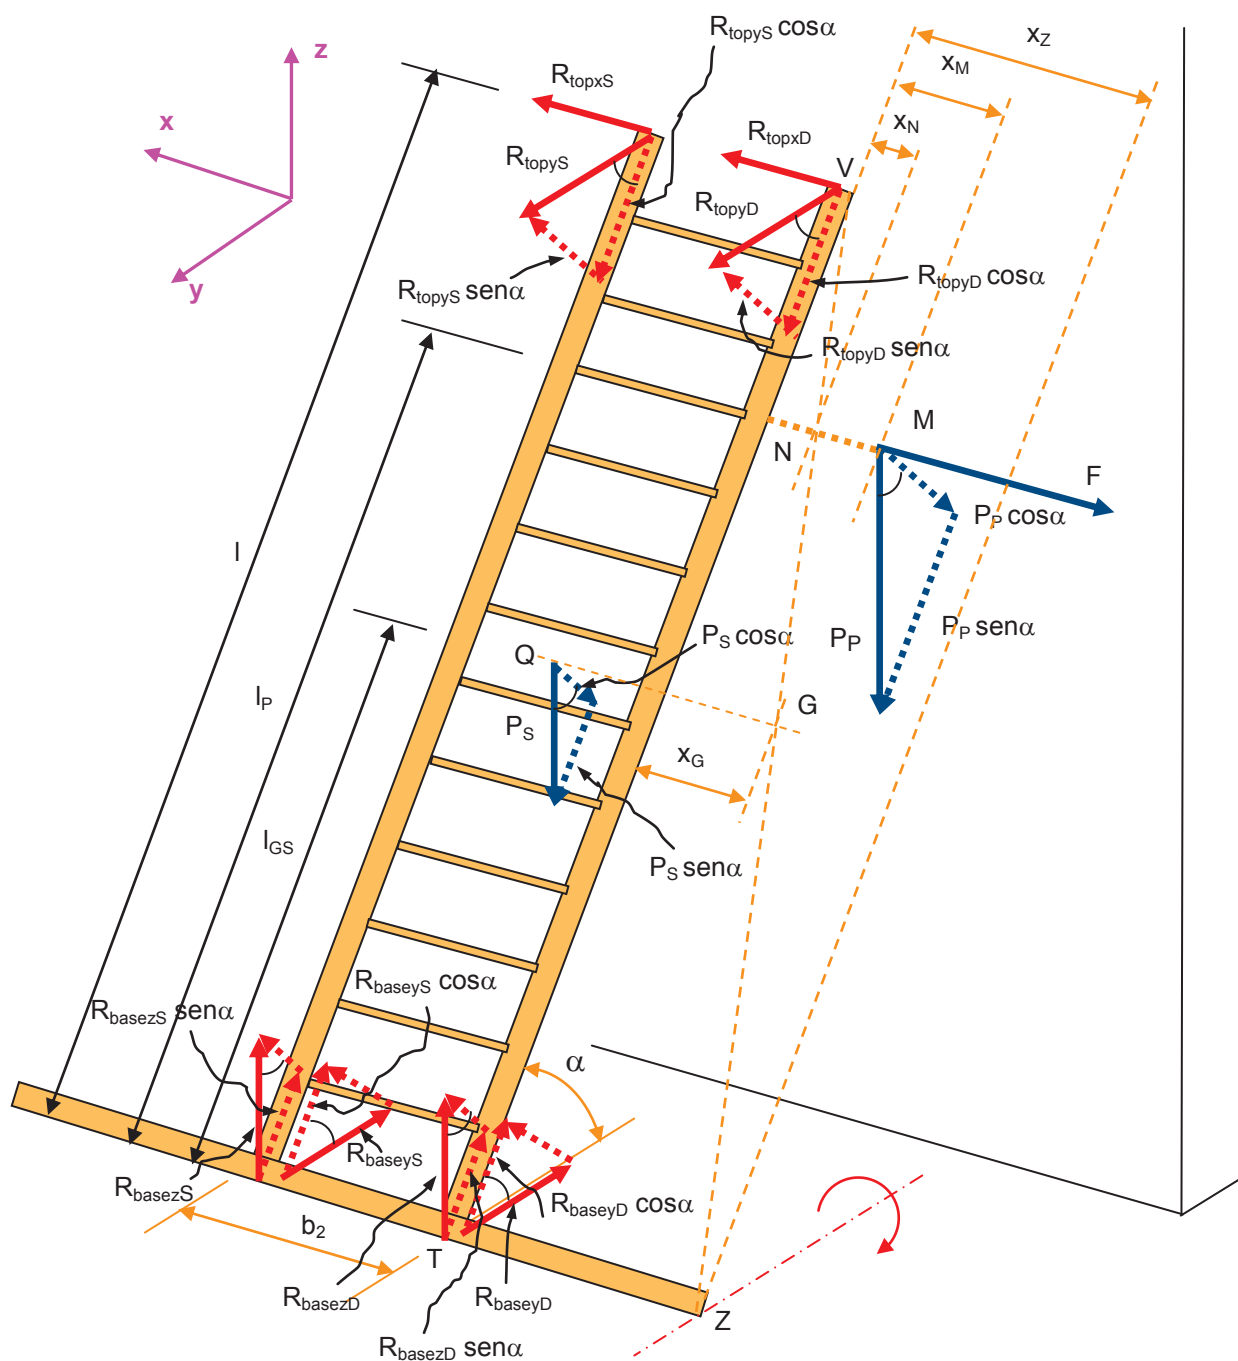 R_topyS cosα
x_Z
z
x_M
R_topxS
x
x_N
R_topxD
R_topyS
V
R_topyD
y
R_topyS senα
R_topyD cosα
R_topyD senα
M
N
F
P_P cosα
l
P_S cosα
P_P
P_P senα
Q
l_P
G
P_S
x_G
l_GS
P_S senα
R_baseyS cosα
R_basezS senα
α
R_baseyS
R_basezS
R_baseyD cosα
b_2
T
R_basezD
R_baseyD
Z
R_basezD senα